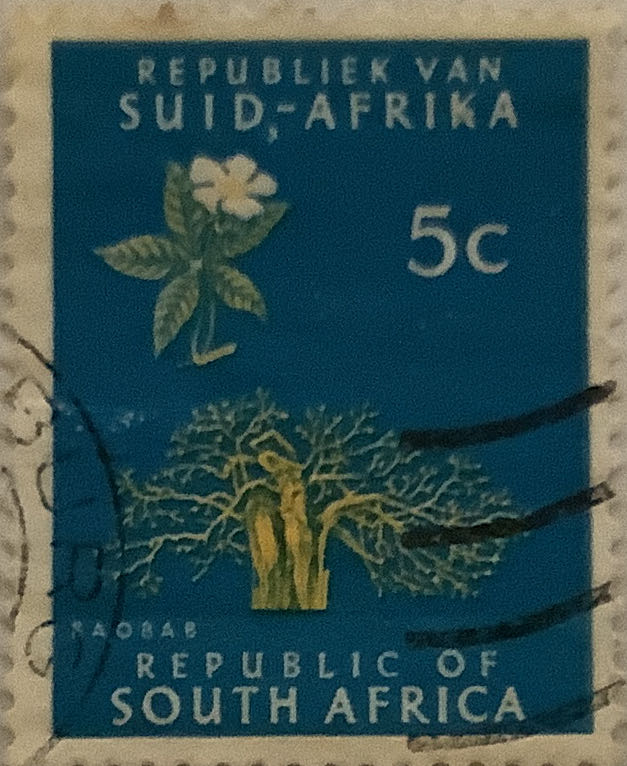 REPUBLIEK VAN
SUID-AFRIKA
5c
BAOBAB
REPUBLIC OF
SOUTH AFRICA